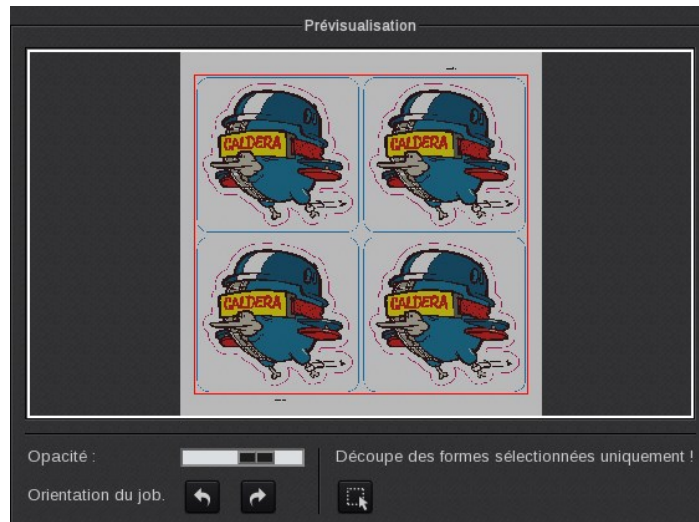 Prévisualisation
CALDERA
CALDERA
CALDERA
CALDERA
Opacité :
Découpe des formes sélectionnées uniquement !
Orientation du job.